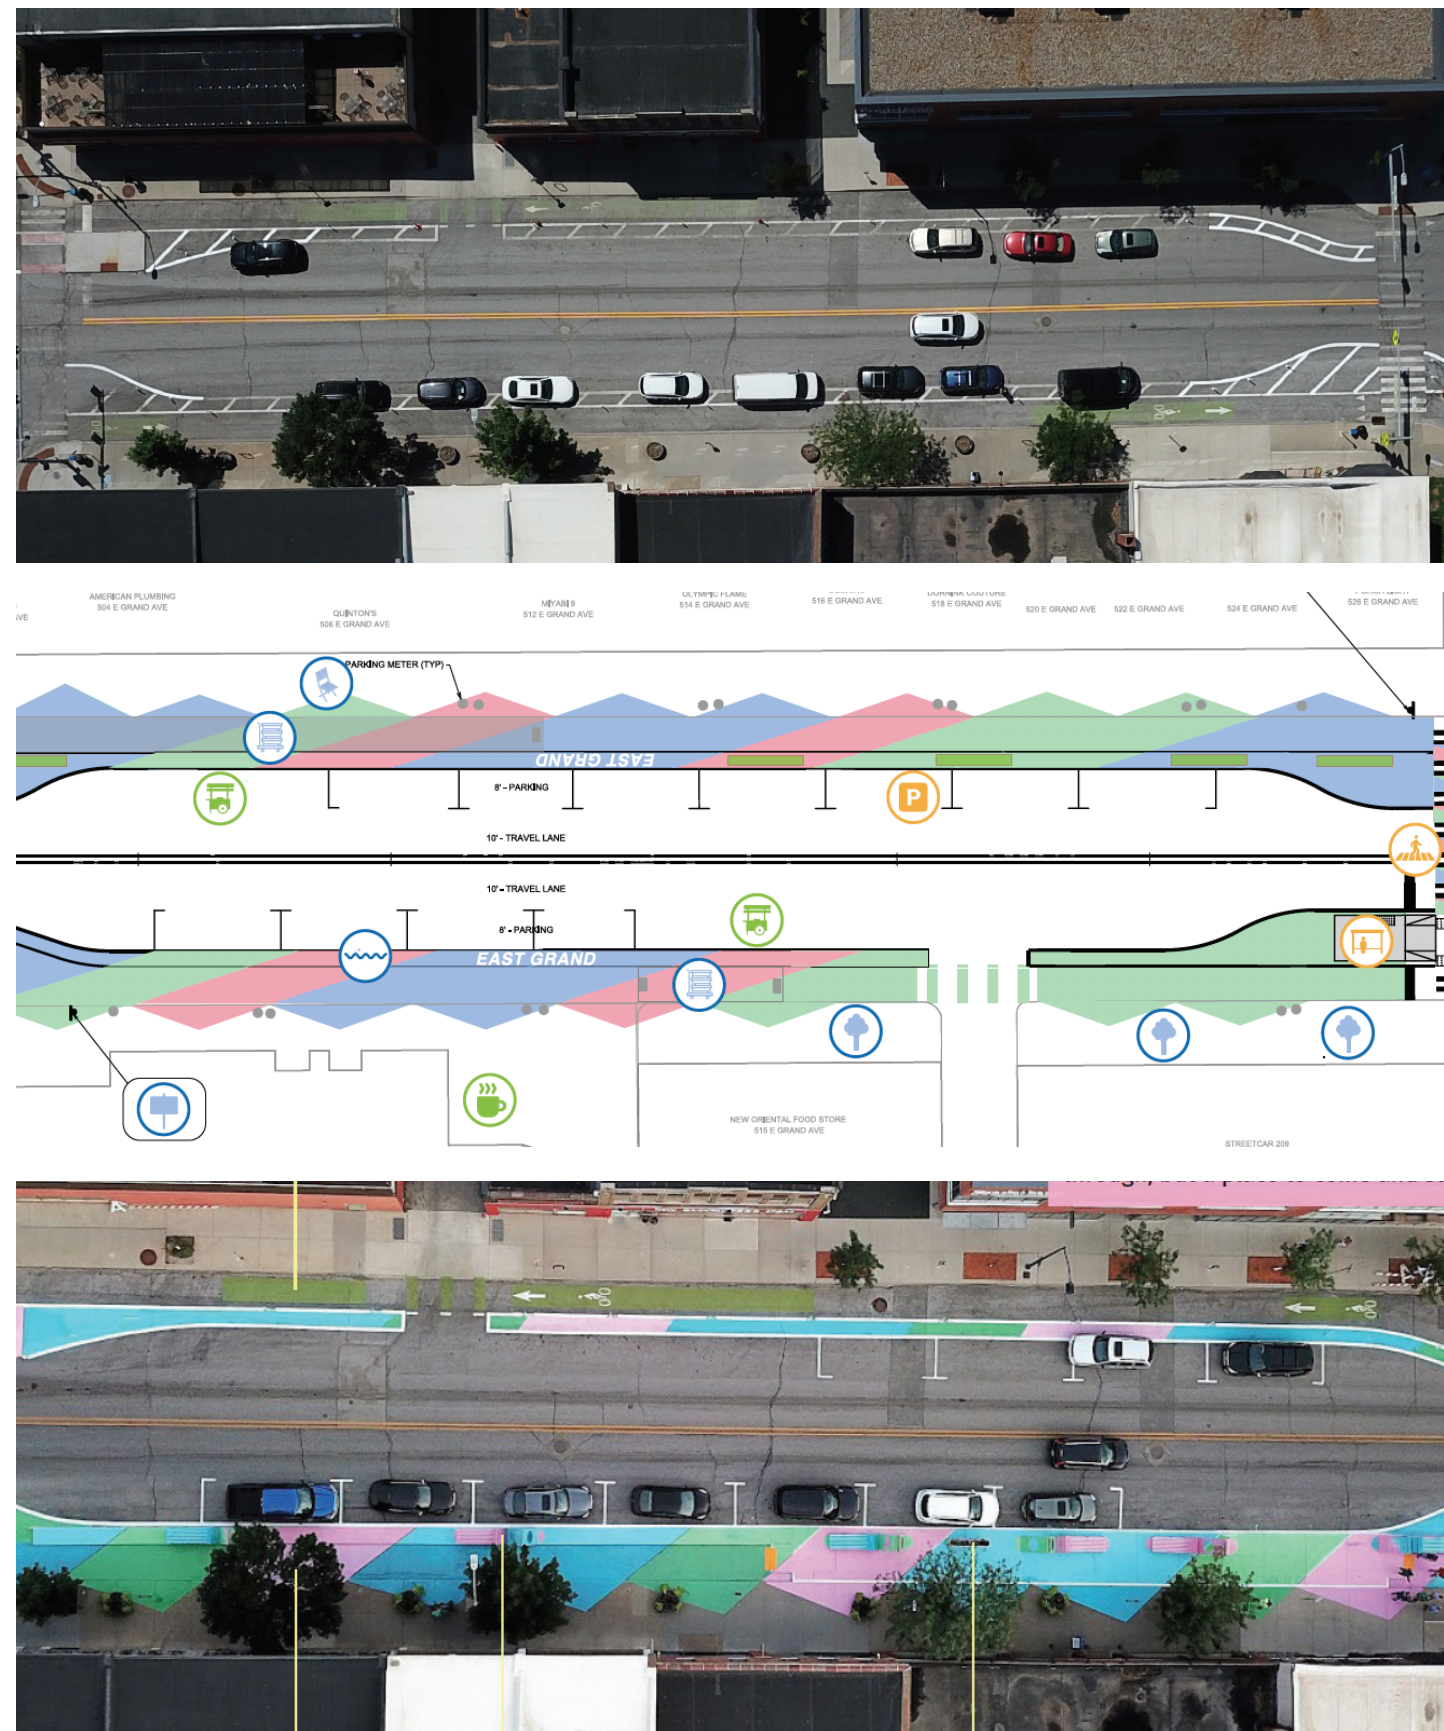 AMERICAN PLUMBING
504 E GRAND AVE
QUINTON'S
506 E GRAND AVE
MIYABI 9
512 E GRAND AVE
OLYMPIC FLAME
514 E GRAND AVE
516 E GRAND AVE
DORNINK COUTURE
518 E GRAND AVE
520 E GRAND AVE
522 E GRAND AVE
524 E GRAND AVE
526 E GRAND AVE
AVE
PARKING METER (TYP)
EAST GRAND
8' - PARKING
P
10' - TRAVEL LANE
10' - TRAVEL LANE
8' - PARKING
EAST GRAND
NEW ORIENTAL FOOD STORE
515 E GRAND AVE
STREETCAR 209